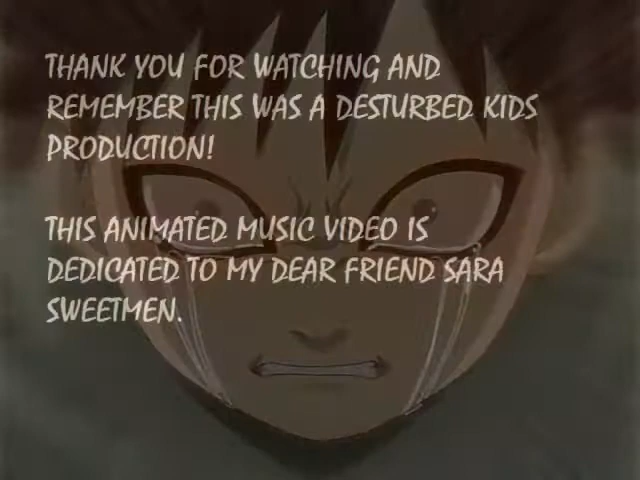 THANK YOU FOR WATCHING AND
REMEMBER THIS WAS A DESTURBED KIDS
PRODUCTION!
THIS ANIMATED MUSIC VIDEO IS
DEDICATED TO MY DEAR FRIEND SARA
SWEETMEN.